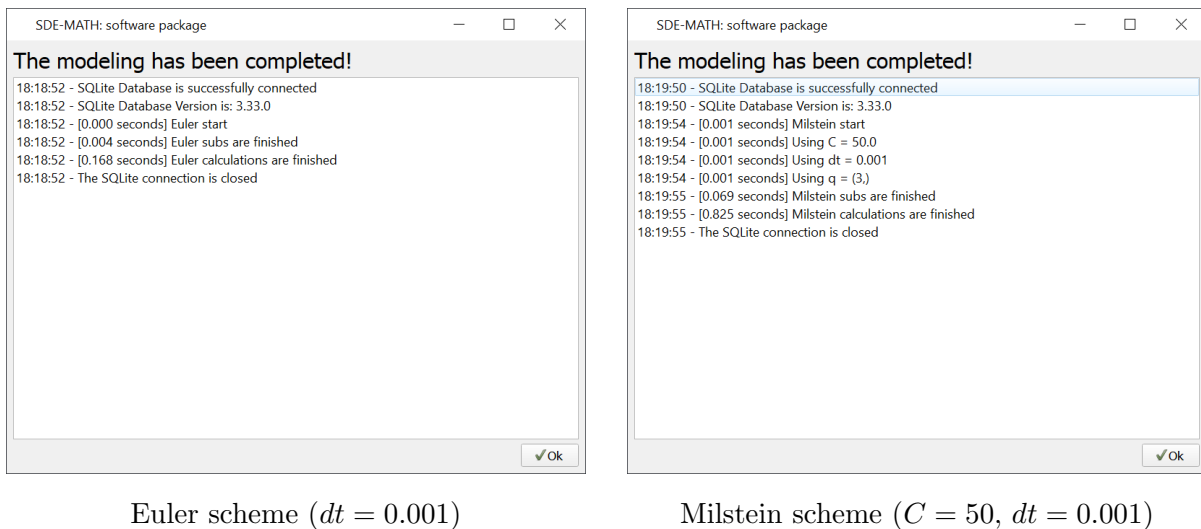 SDE-MATH: software package
The modeling has been completed!
18:18:52 - SQLite Database is successfully connected
18:18:52 - SQLite Database Version is: 3.33.0
18:18:52 - [0.000 seconds] Euler start
18:18:52 - [0.004 seconds] Euler subs are finished
18:18:52 - [0.168 seconds] Euler calculations are finished
18:18:52 - The SQLite connection is closed
Ok
Euler scheme (dt = 0.001)
SDE-MATH: software package
The modeling has been completed!
18:19:50 - SQLite Database is successfully connected
18:19:50 - SQLite Database Version is: 3.33.0
18:19:54 - [0.001 seconds] Milstein start
18:19:54 - [0.001 seconds] Using C = 50.0
18:19:54 - [0.001 seconds] Using dt = 0.001
18:19:54 - [0.001 seconds] Using q = (3,)
18:19:55 - [0.069 seconds] Milstein subs are finished
18:19:55 - [0.825 seconds] Milstein calculations are finished
18:19:55 - The SQLite connection is closed
Ok
Milstein scheme (C = 50, dt = 0.001)